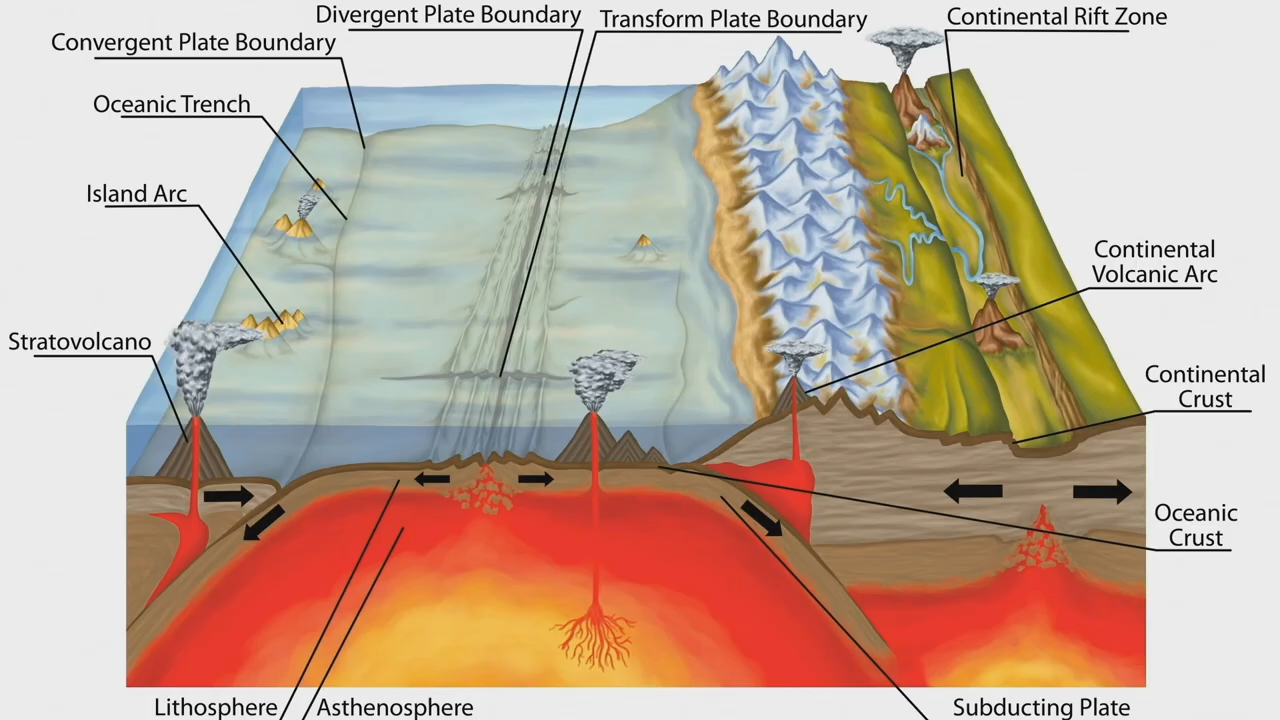 Divergent Plate Boundary
Transform Plate Boundary
Continental Rift Zone
Convergent Plate Boundary
Oceanic Trench
Island Arc
Continental
Volcanic Arc
Stratovolcano
Continental
Crust
Oceanic
Crust
Lithosphere
Asthenosphere
Subducting Plate